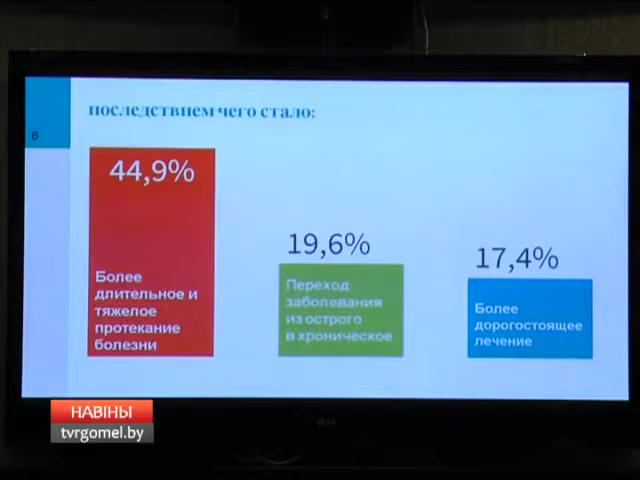 последствием чего стало:
6
44,9%
Более
длительное и
тяжелое
протекание
болезни
19,6%
Переход
заболевания
из острого
в хроническое
17,4%
Более
дорогостоящее
лечение
НАВІНЫ
tvrgomel.by
LG